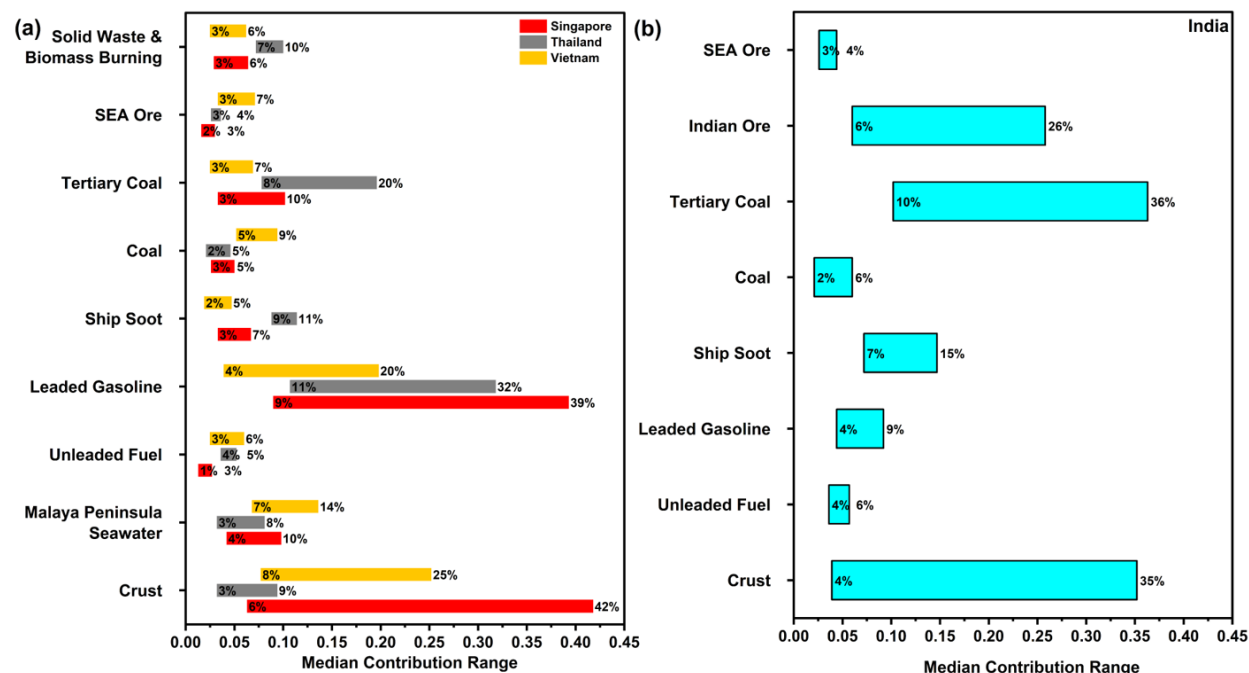 (a)
Singapore
Thailand
Vietnam
Solid Waste &
Biomass Burning
3% 6%
7% 10%
3% 6%
SEA Ore
3% 7%
3% 4%
2% 3%
Tertiary Coal
3% 7%
8% 20%
3% 10%
Coal
5% 9%
2% 5%
3% 5%
Ship Soot
2% 5%
9% 11%
3% 7%
Leaded Gasoline
4% 20%
11% 32%
9% 39%
Unleaded Fuel
3% 6%
4% 5%
1% 3%
Malaya Peninsula
Seawater
7% 14%
3% 8%
4% 10%
Crust
8% 25%
3% 9%
6% 42%
0.00 0.05 0.10 0.15 0.20 0.25 0.30 0.35 0.40 0.45
Median Contribution Range
(b)
India
SEA Ore 3% 4%
Indian Ore 6% 26%
Tertiary Coal 10% 36%
Coal 2% 6%
Ship Soot 7% 15%
Leaded Gasoline 4% 9%
Unleaded Fuel 4% 6%
Crust 4% 35%
0.00 0.05 0.10 0.15 0.20 0.25 0.30 0.35 0.40 0.45
Median Contribution Range